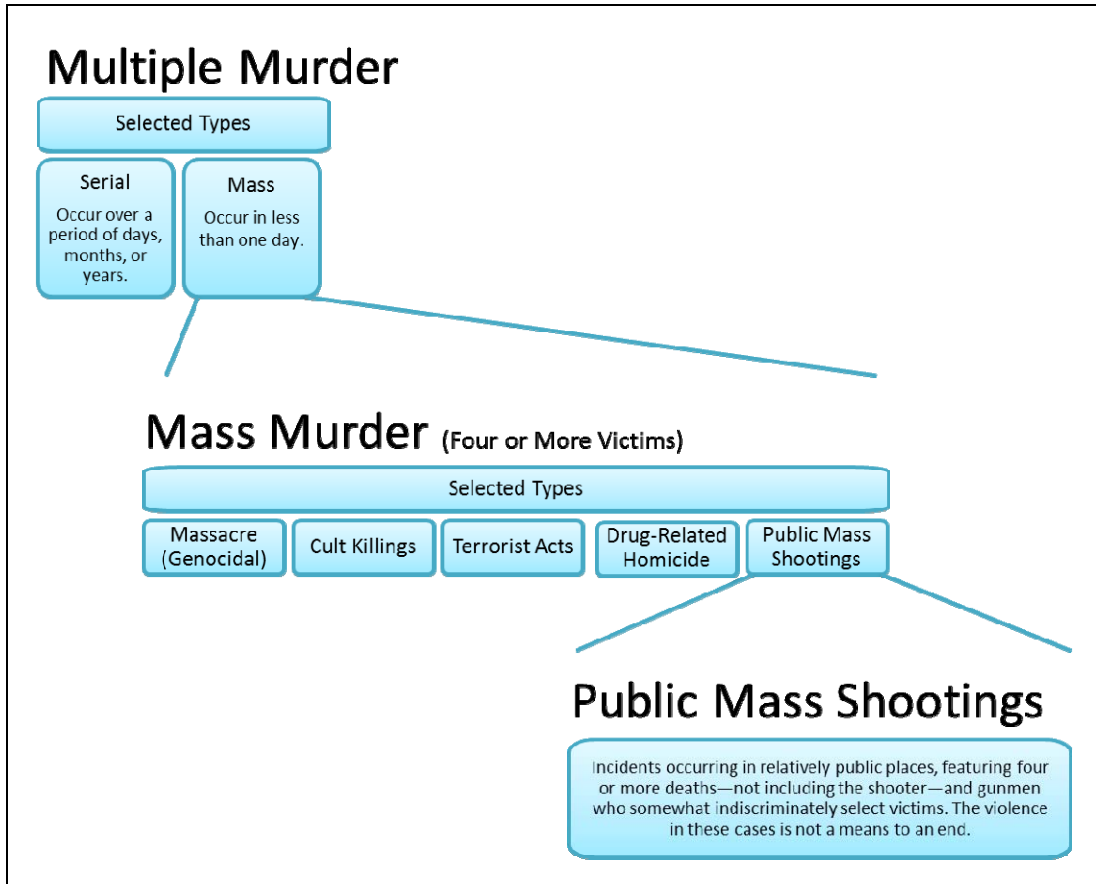 Multiple Murder
Selected Types
Serial
Occur over a
period of days,
months, or
years.
Mass
Occur in less
than one day.
Mass Murder (Four or More Victims)
Selected Types
Massacre
(Genocidal)
Cult Killings
Terrorist Acts
Drug-Related
Homicide
Public Mass
Shootings
Public Mass Shootings
Incidents occurring in relatively public places, featuring four
or more deaths—not including the shooter—and gunmen
who somewhat indiscriminately select victims. The violence
in these cases is not a means to an end.